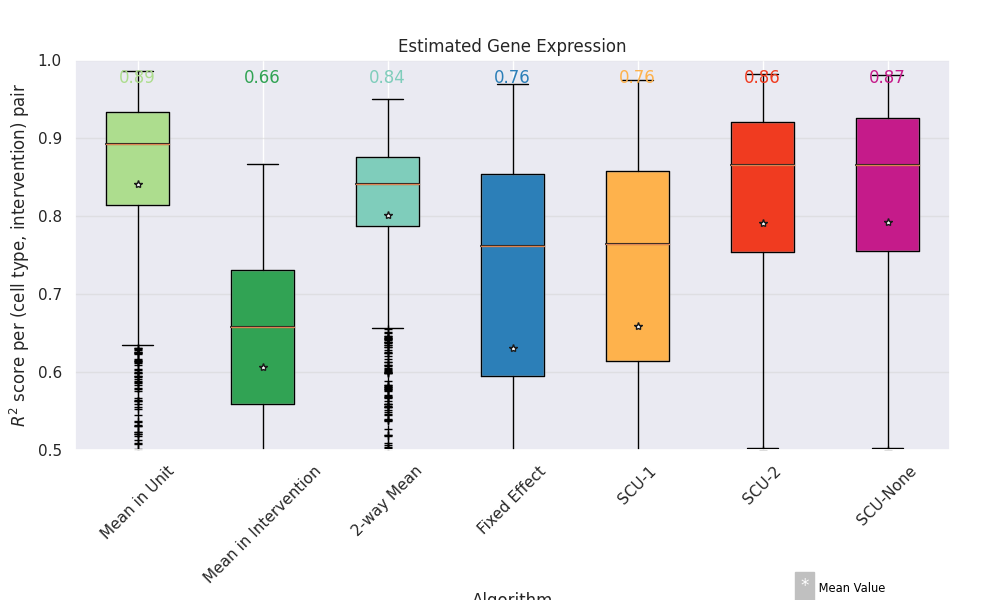 Estimated Gene Expression
R² score per (cell type, intervention) pair
1.0
0.9
0.8
0.7
0.6
0.5
0.89 0.66 0.84 0.76 0.76 0.86 0.87
Mean in Unit
Mean in Intervention
2-way Mean
Fixed Effect
SCU-1
SCU-2
SCU-None
Algorithm
* Mean Value